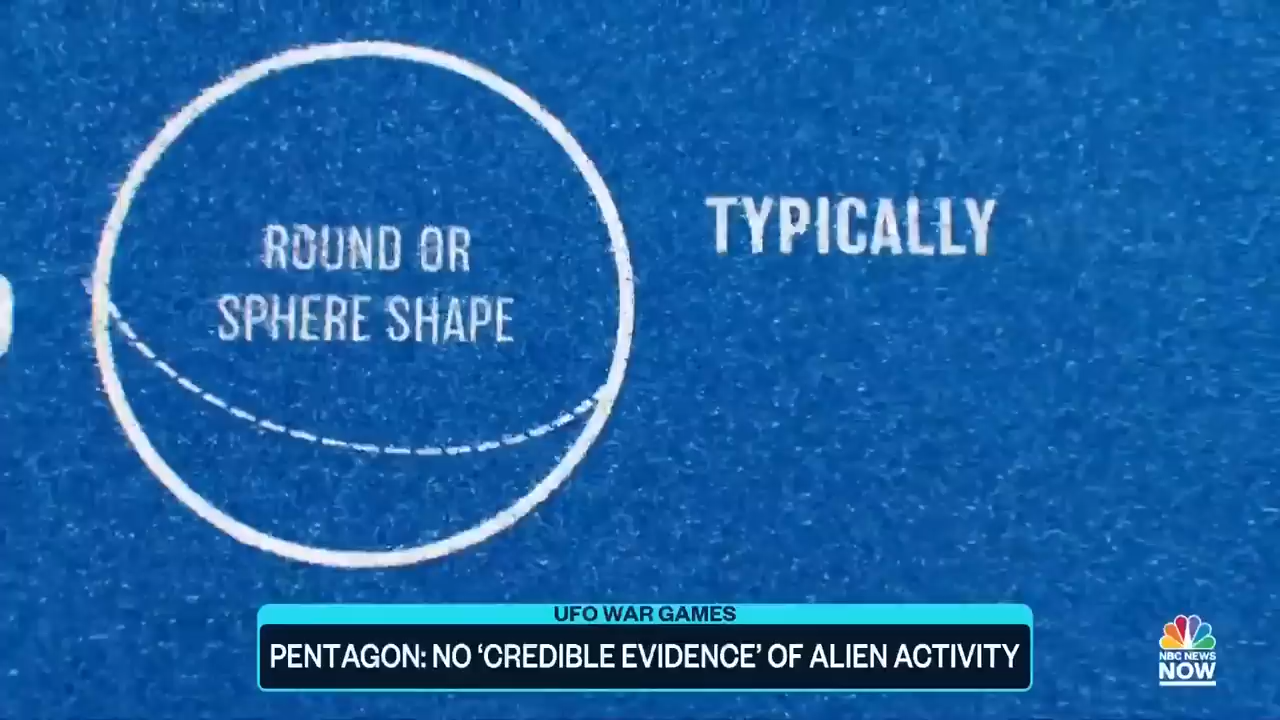 ROUND OR
SPHERE SHAPE
TYPICALLY
UFO WAR GAMES
PENTAGON: NO ‘CREDIBLE EVIDENCE’ OF ALIEN ACTIVITY
NBC NEWS
NOW